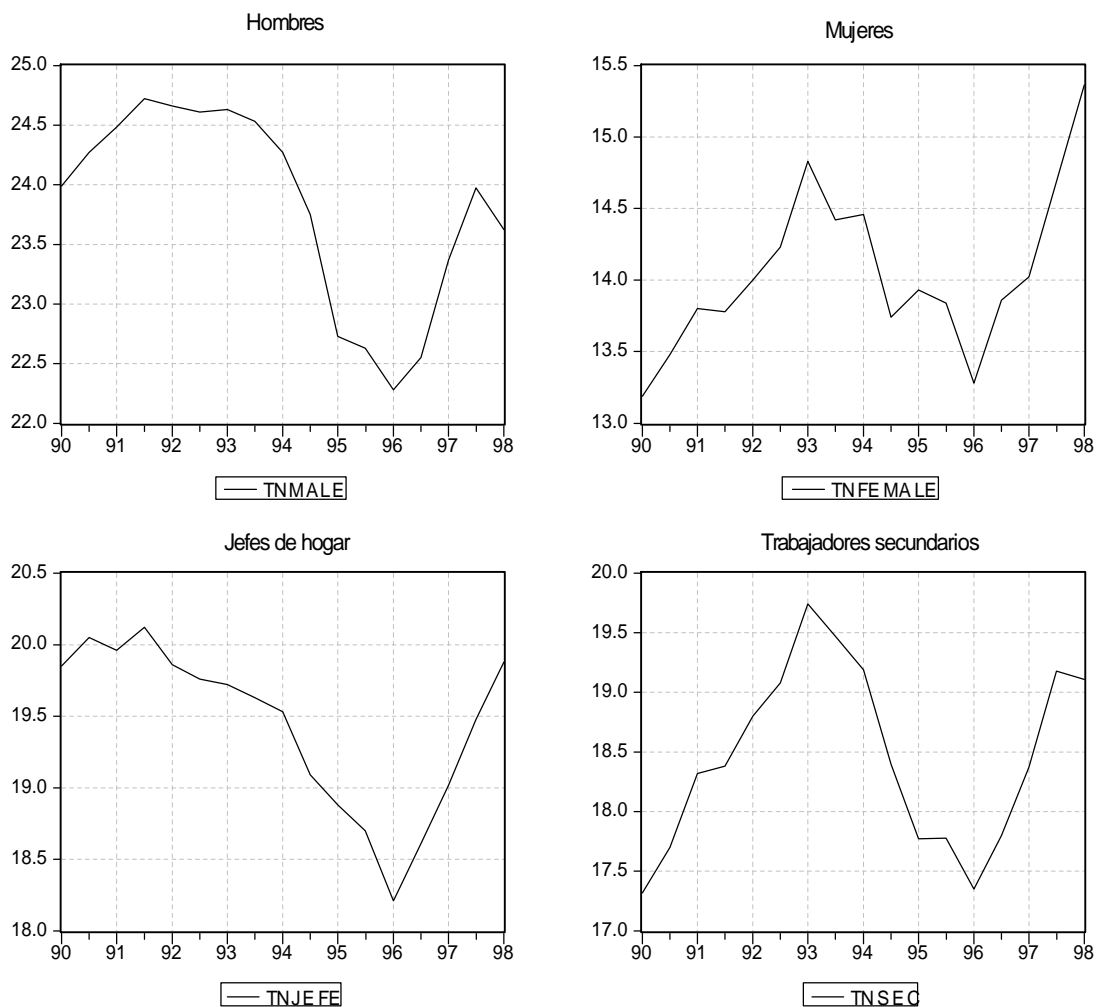 Hombres
25.0
24.5
24.0
23.5
23.0
22.5
22.0
90 91 92 93 94 95 96 97 98
TNMALE
Mujeres
15.5
15.0
14.5
14.0
13.5
13.0
90 91 92 93 94 95 96 97 98
TNFEMALE
Jefes de hogar
20.5
20.0
19.5
19.0
18.5
18.0
90 91 92 93 94 95 96 97 98
TNJEFE
Trabajadores secundarios
20.0
19.5
19.0
18.5
18.0
17.5
17.0
90 91 92 93 94 95 96 97 98
TNSEC